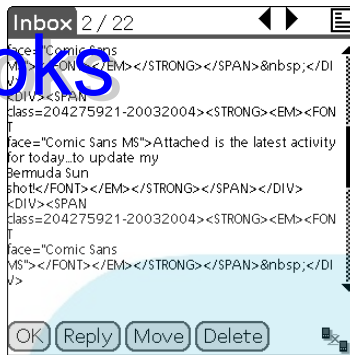 Inbox 2 / 22
oks
face="Comic Sans
MS"></FONT></EM></STRONG></SPAN>&nbsp;</DI
V>
<DIV><SPAN
class=204275921-20032004><STRONG><EM><FON
T
face="Comic Sans MS">Attached is the latest activity
for today...to update my
Bermuda Sun
shot!</FONT></EM></STRONG></SPAN></DIV>
<DIV><SPAN
class=204275921-20032004><STRONG><EM><FON
T
face="Comic Sans
MS"></FONT></EM></STRONG></SPAN>&nbsp;</DI
V>
OK Reply Move Delete